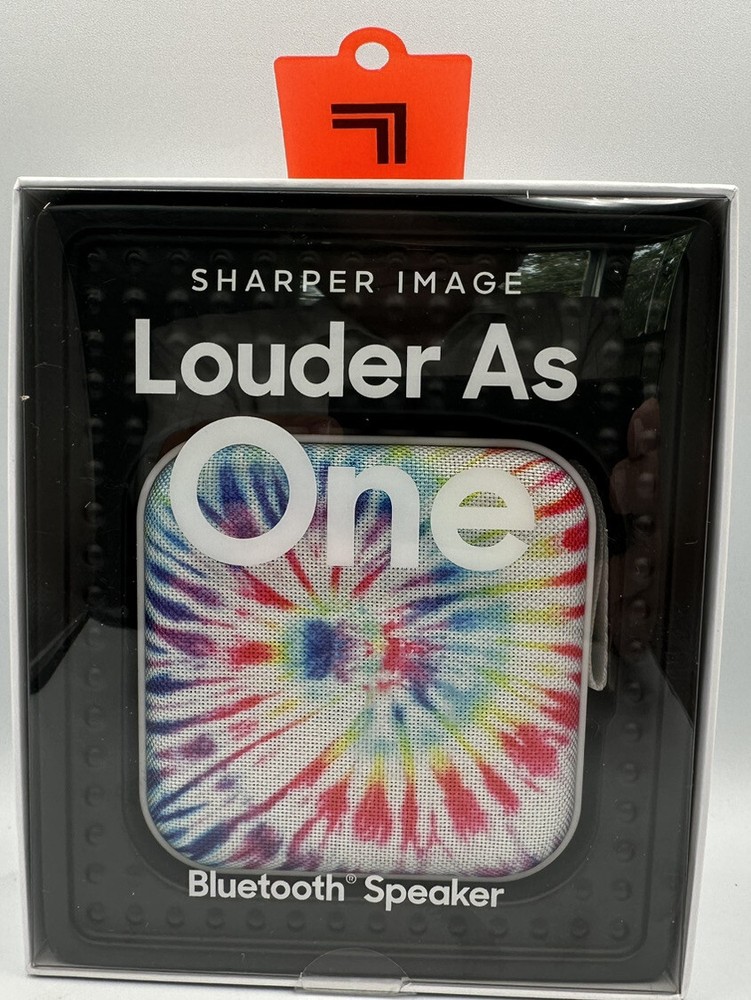 SHARPER IMAGE
Louder As
One
Bluetooth® Speaker